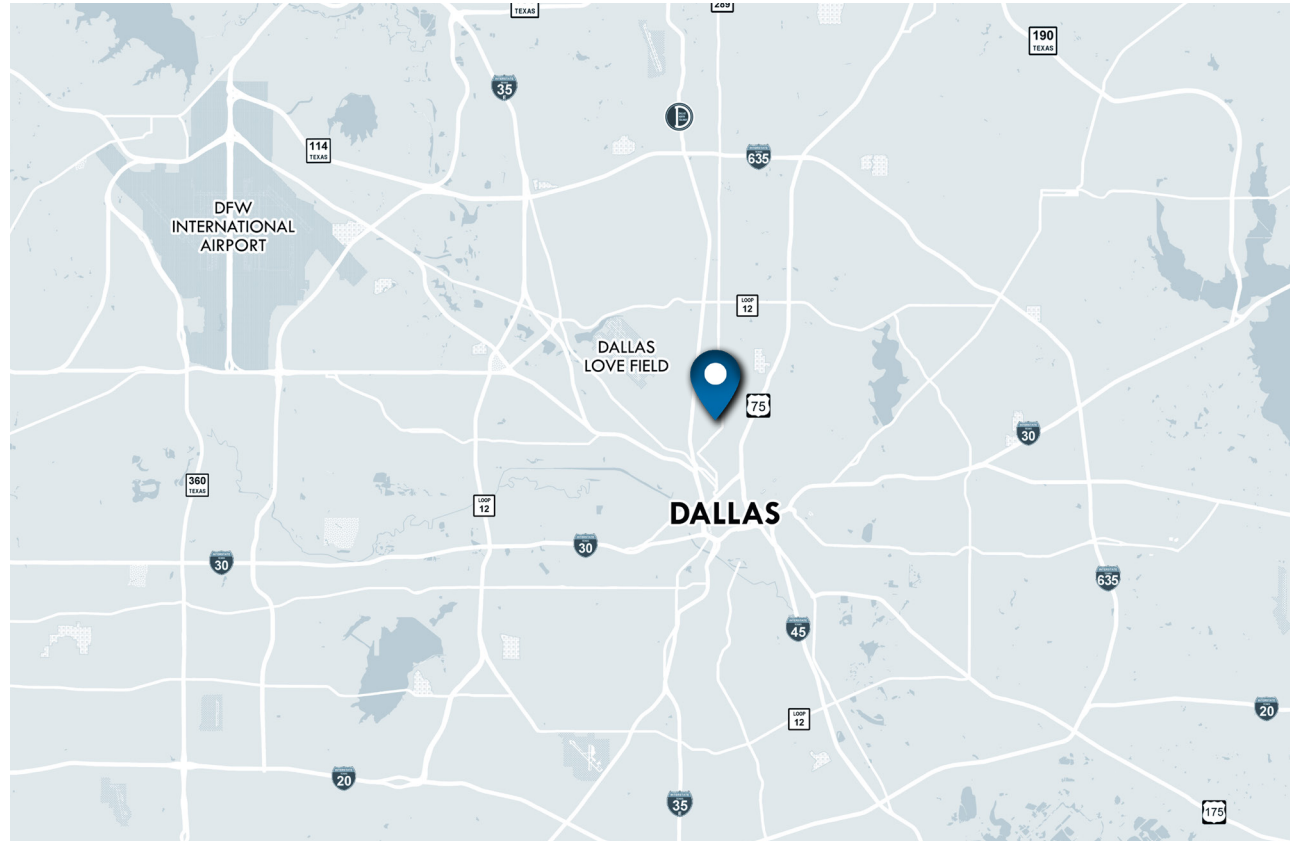 TEXAS
289
190
TEXAS
35
114
TEXAS
635
DFW
INTERNATIONAL
AIRPORT
LOOP
12
DALLAS
LOVE FIELD
75
30
360
TEXAS
LOOP
12
DALLAS
30
30
635
45
LOOP
12
20
20
35
175